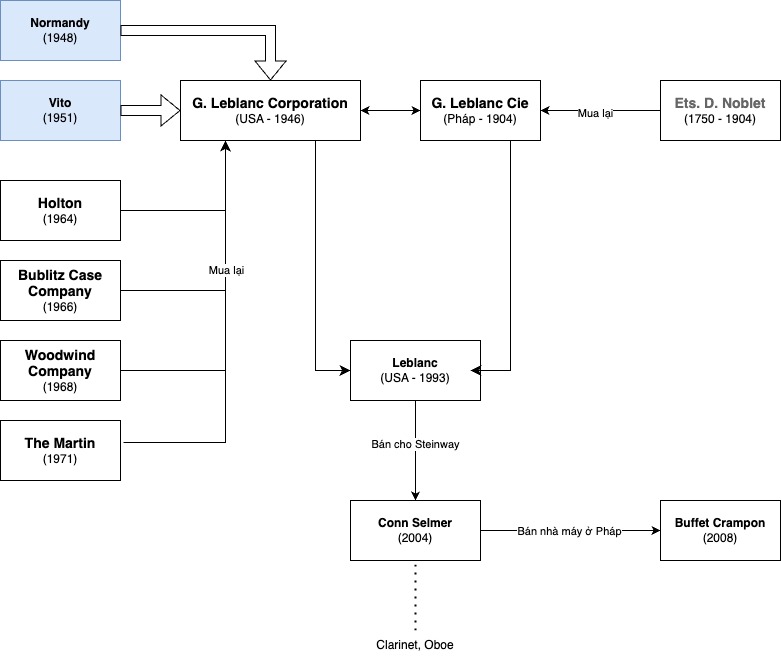 Normandy
(1948)
Vito
(1951)
G. Leblanc Corporation
(USA - 1946)
G. Leblanc Cie
(Pháp - 1904)
Mua lại
Ets. D. Noblet
(1750 - 1904)
Holton
(1964)
Mua lại
Bublitz Case
Company
(1966)
Woodwind
Company
(1968)
The Martin
(1971)
Leblanc
(USA - 1993)
Bán cho Steinway
Conn Selmer
(2004)
Bán nhà máy ở Pháp
Buffet Crampon
(2008)
Clarinet, Oboe